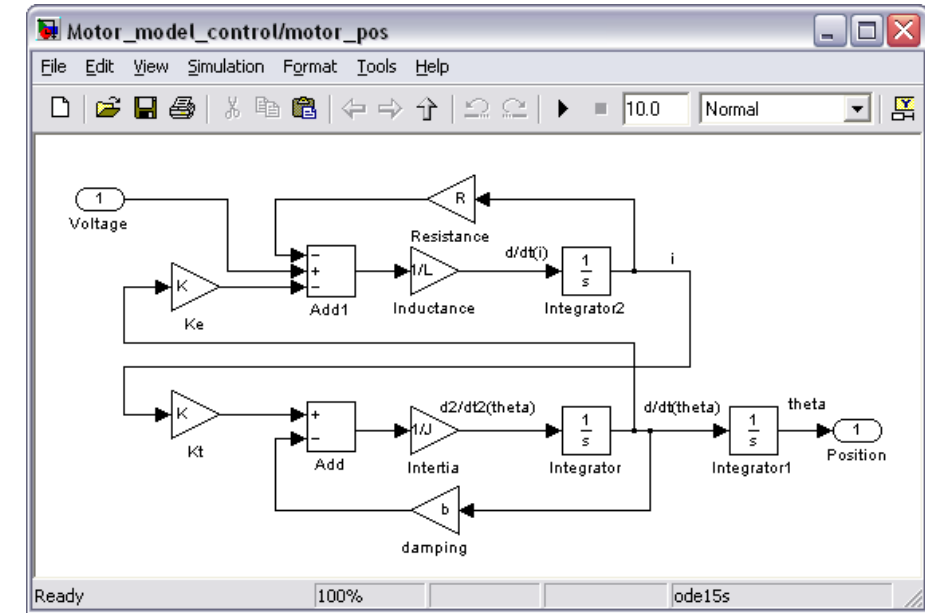 Motor_model_control/motor_pos
File Edit View Simulation Format Tools Help
10.0 Normal
1
Voltage
R
Resistance
−
+
−
Add1
1/L
Inductance
d/dt(i)
1
s
Integrator2
i
K
Ke
K
Kt
+
−
Add
1/J
Intertia
d2/dt2(theta)
1
s
Integrator
d/dt(theta)
1
s
Integrator1
theta
1
Position
b
damping
Ready 100% ode15s